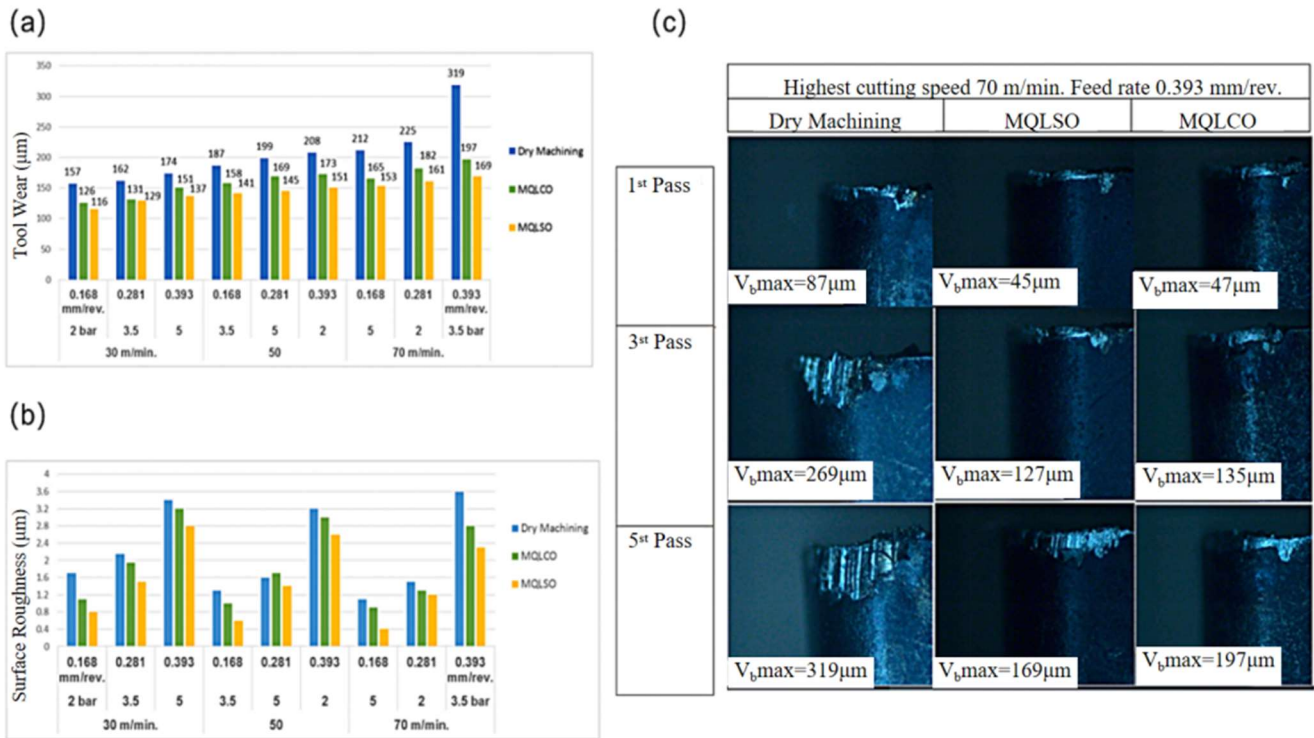 (a)
350
300
250
200
150
100
50
0
Tool Wear (μm)
157 126 116
162 131 129
174 151 137
187 158 141
199 169 145
208 173 151
212 165 153
225 182 161
319 197 169
Dry Machining
MQLCO
MQLSO
0.168 mm/rev. 0.281 0.393 0.168 0.281 0.393 0.168 0.281 0.393 mm/rev.
2 bar 3.5 5 3.5 5 2 5 2 3.5 bar
30 m/min. 50 70 m/min.
(b)
4
3.6
3.2
2.8
2.4
2
1.6
1.2
0.8
0.4
0
Surface Roughness (μm)
Dry Machining
MQLCO
MQLSO
0.168 mm/rev. 0.281 0.393 0.168 0.281 0.393 0.168 0.281 0.393 mm/rev.
2 bar 3.5 5 3.5 5 2 5 2 3.5 bar
30 m/min. 50 70 m/min.
(c)
Highest cutting speed 70 m/min. Feed rate 0.393 mm/rev.
Dry Machining MQLSO MQLCO
1st Pass
Vbmax=87μm Vbmax=45μm Vbmax=47μm
3st Pass
Vbmax=269μm Vbmax=127μm Vbmax=135μm
5st Pass
Vbmax=319μm Vbmax=169μm Vbmax=197μm